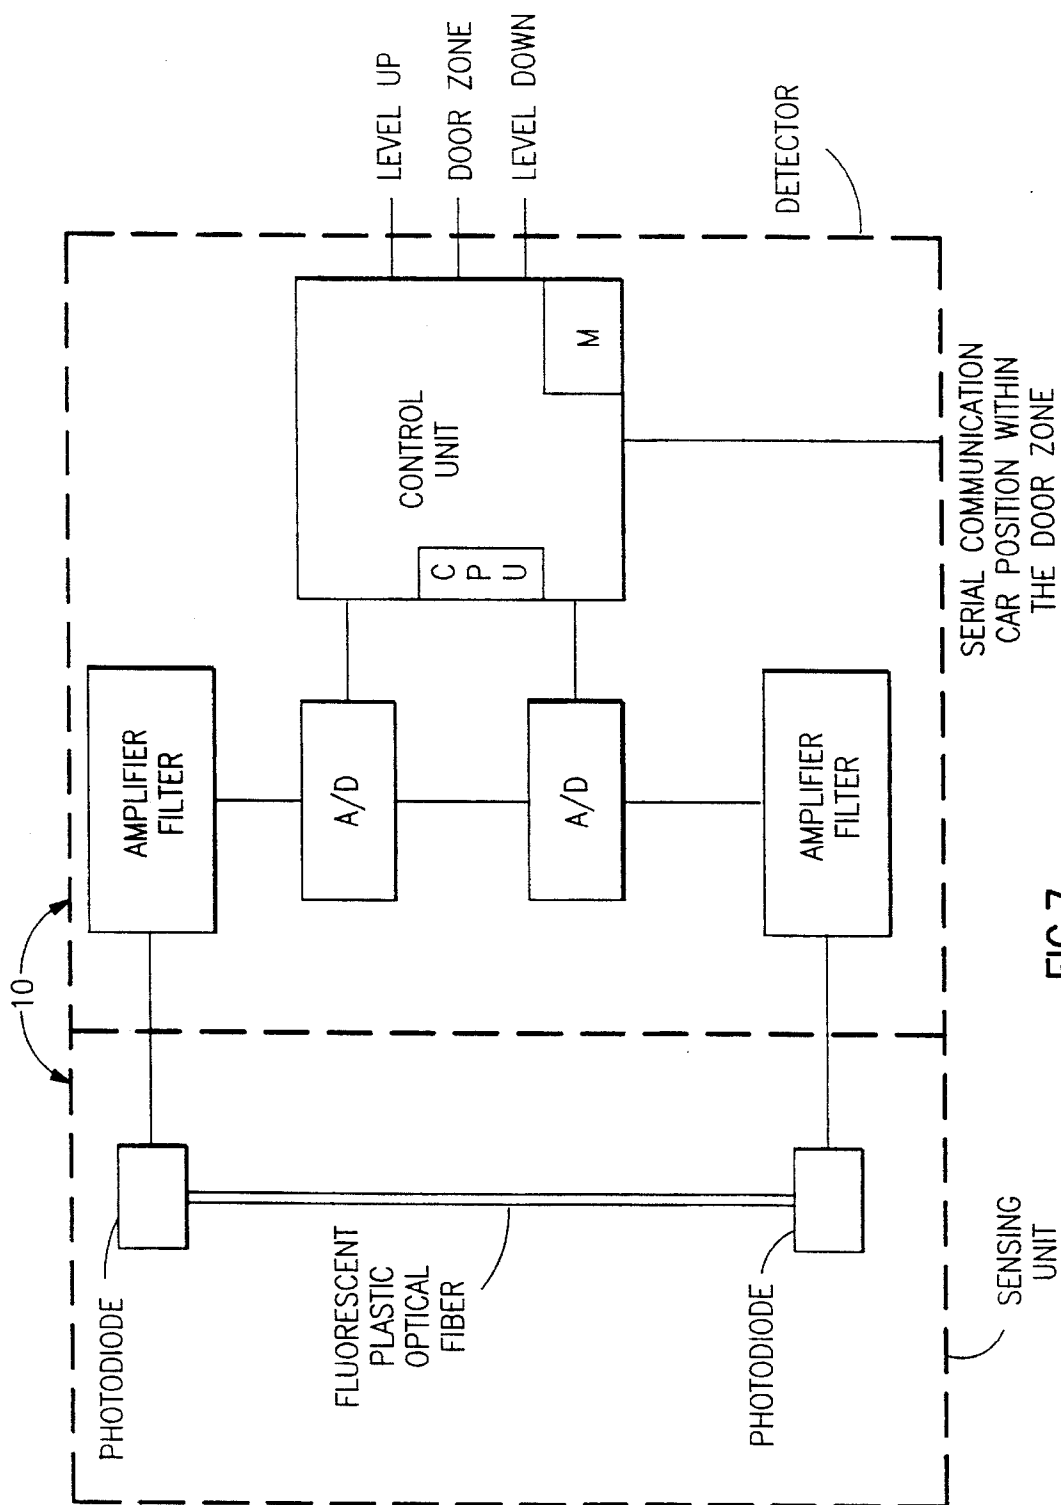 10
PHOTODIODE
FLUORESCENT
PLASTIC
OPTICAL
FIBER
PHOTODIODE
SENSING
UNIT
AMPLIFIER
FILTER
A/D
A/D
AMPLIFIER
FILTER
C
P
U
CONTROL
UNIT
M
LEVEL UP
DOOR ZONE
LEVEL DOWN
DETECTOR
SERIAL COMMUNICATION
CAR POSITION WITHIN
THE DOOR ZONE
FIG.7